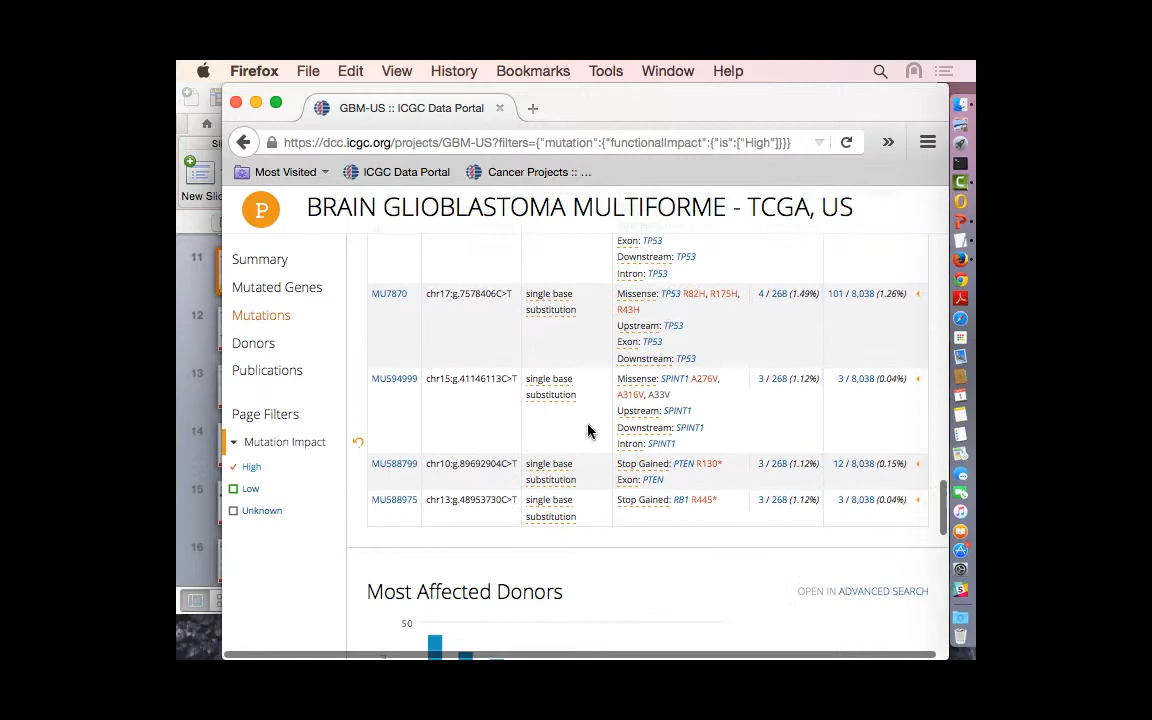 Firefox File Edit View History Bookmarks Tools Window Help
GBM-US :: ICGC Data Portal
https://dcc.icgc.org/projects/GBM-US?filters={"mutation":{"functionalImpact":{"is":["High"]}}}
Most Visited ICGC Data Portal Cancer Projects :: ...
New Sli
P BRAIN GLIOBLASTOMA MULTIFORME - TCGA, US
Summary
Mutated Genes
Mutations
Donors
Publications
Page Filters
Mutation Impact
High
Low
Unknown
11
12
13
14
15
16
Exon: TP53
Downstream: TP53
Intron: TP53
MU7870 chr17:g.7578406C>T single base Missense: TP53 R82H, R175H, 4 / 268 (1.49%) 101 / 8,038 (1.26%)
substitution R43H
Upstream: TP53
Exon: TP53
Downstream: TP53
MU594999 chr15:g.41146113C>T single base Missense: SPINT1 A276V, 3 / 268 (1.12%) 3 / 8,038 (0.04%)
substitution A316V, A33V
Upstream: SPINT1
Downstream: SPINT1
Intron: SPINT1
MU588799 chr10:g.89692904C>T single base Stop Gained: PTEN R130* 3 / 268 (1.12%) 12 / 8,038 (0.15%)
substitution Exon: PTEN
MU588975 chr13:g.48953730C>T single base Stop Gained: RB1 R445* 3 / 268 (1.12%) 3 / 8,038 (0.04%)
substitution
Most Affected Donors OPEN IN ADVANCED SEARCH
50